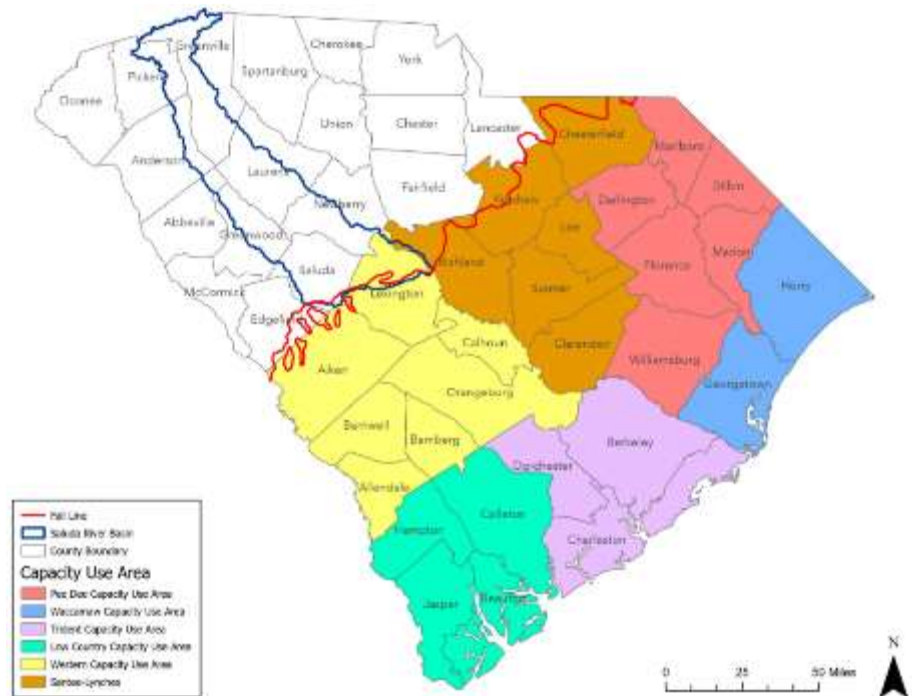 Greenville
Cherokee
York
Pickens
Spartanburg
Oconee
Union
Chester
Lancaster
Chesterfield
Marlboro
Anderson
Laurens
Fairfield
Dillon
Newberry
Kershaw
Darlington
Abbeville
Greenwood
Lee
Marion
Saluda
Richland
Florence
Horry
McCormick
Lexington
Sumter
Edgefield
Calhoun
Clarendon
Williamsburg
Georgetown
Aiken
Orangeburg
Barnwell
Bamberg
Berkeley
Dorchester
Allendale
Colleton
Hampton
Charleston
Jasper
Beaufort
Fall Line
Saluda River Basin
County Boundary
Capacity Use Area
Pee Dee Capacity Use Area
Waccamaw Capacity Use Area
Trident Capacity Use Area
Low Country Capacity Use Area
Western Capacity Use Area
Santee-Lynches
0 25 50 Miles
N